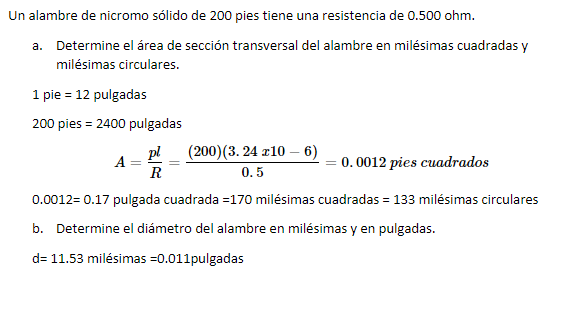 Un alambre de nicromo sólido de 200 pies tiene una resistencia de 0.500 ohm.
a. Determine el área de sección transversal del alambre en milésimas cuadradas y
milésimas circulares.
1 pie = 12 pulgadas
200 pies = 2400 pulgadas
A = pl/R = (200)(3.24 x10 − 6)/0.5 = 0.0012 pies cuadrados
0.0012= 0.17 pulgada cuadrada =170 milésimas cuadradas = 133 milésimas circulares
b. Determine el diámetro del alambre en milésimas y en pulgadas.
d= 11.53 milésimas =0.011pulgadas